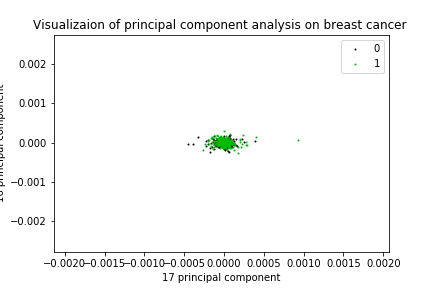 Visualizaion of principal component analysis on breast cancer
0
1
0.002
0.001
0.000
−0.001
−0.002
principal component
−0.0020 −0.0015 −0.0010 −0.0005 0.0000 0.0005 0.0010 0.0015 0.0020
17 principal component